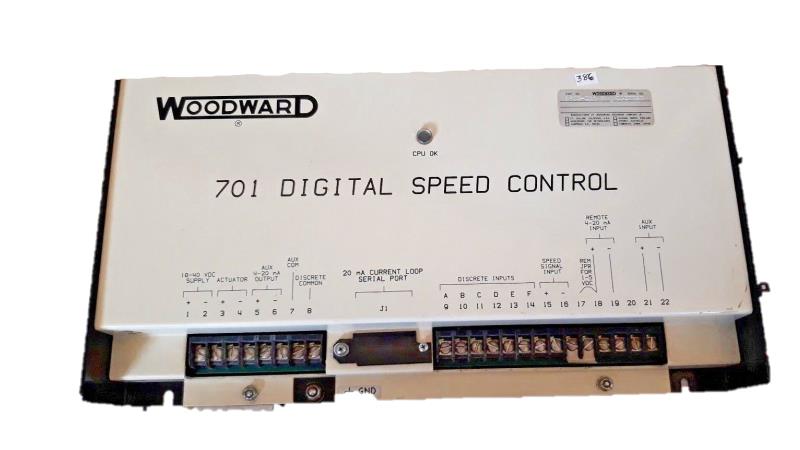 386
WOODWARD
®
WOODWARD
CPU OK
701 DIGITAL SPEED CONTROL
REMOTE
4-20 mA
INPUT
AUX
INPUT
+ -
+ -
18-40 VDC
SUPPLY
ACTUATOR
AUX
4-20 mA
OUTPUT
AUX
COM
DISCRETE
COMMON
20 mA CURRENT LOOP
SERIAL PORT
DISCRETE INPUTS
SPEED
SIGNAL
INPUT
REM
JPR
FOR
1-5
VDC
+ - + - + -
J1
A B C D E F + -
1 2 3 4 5 6 7 8
9 10 11 12 13 14 15 16 17 18 19 20 21 22
GND